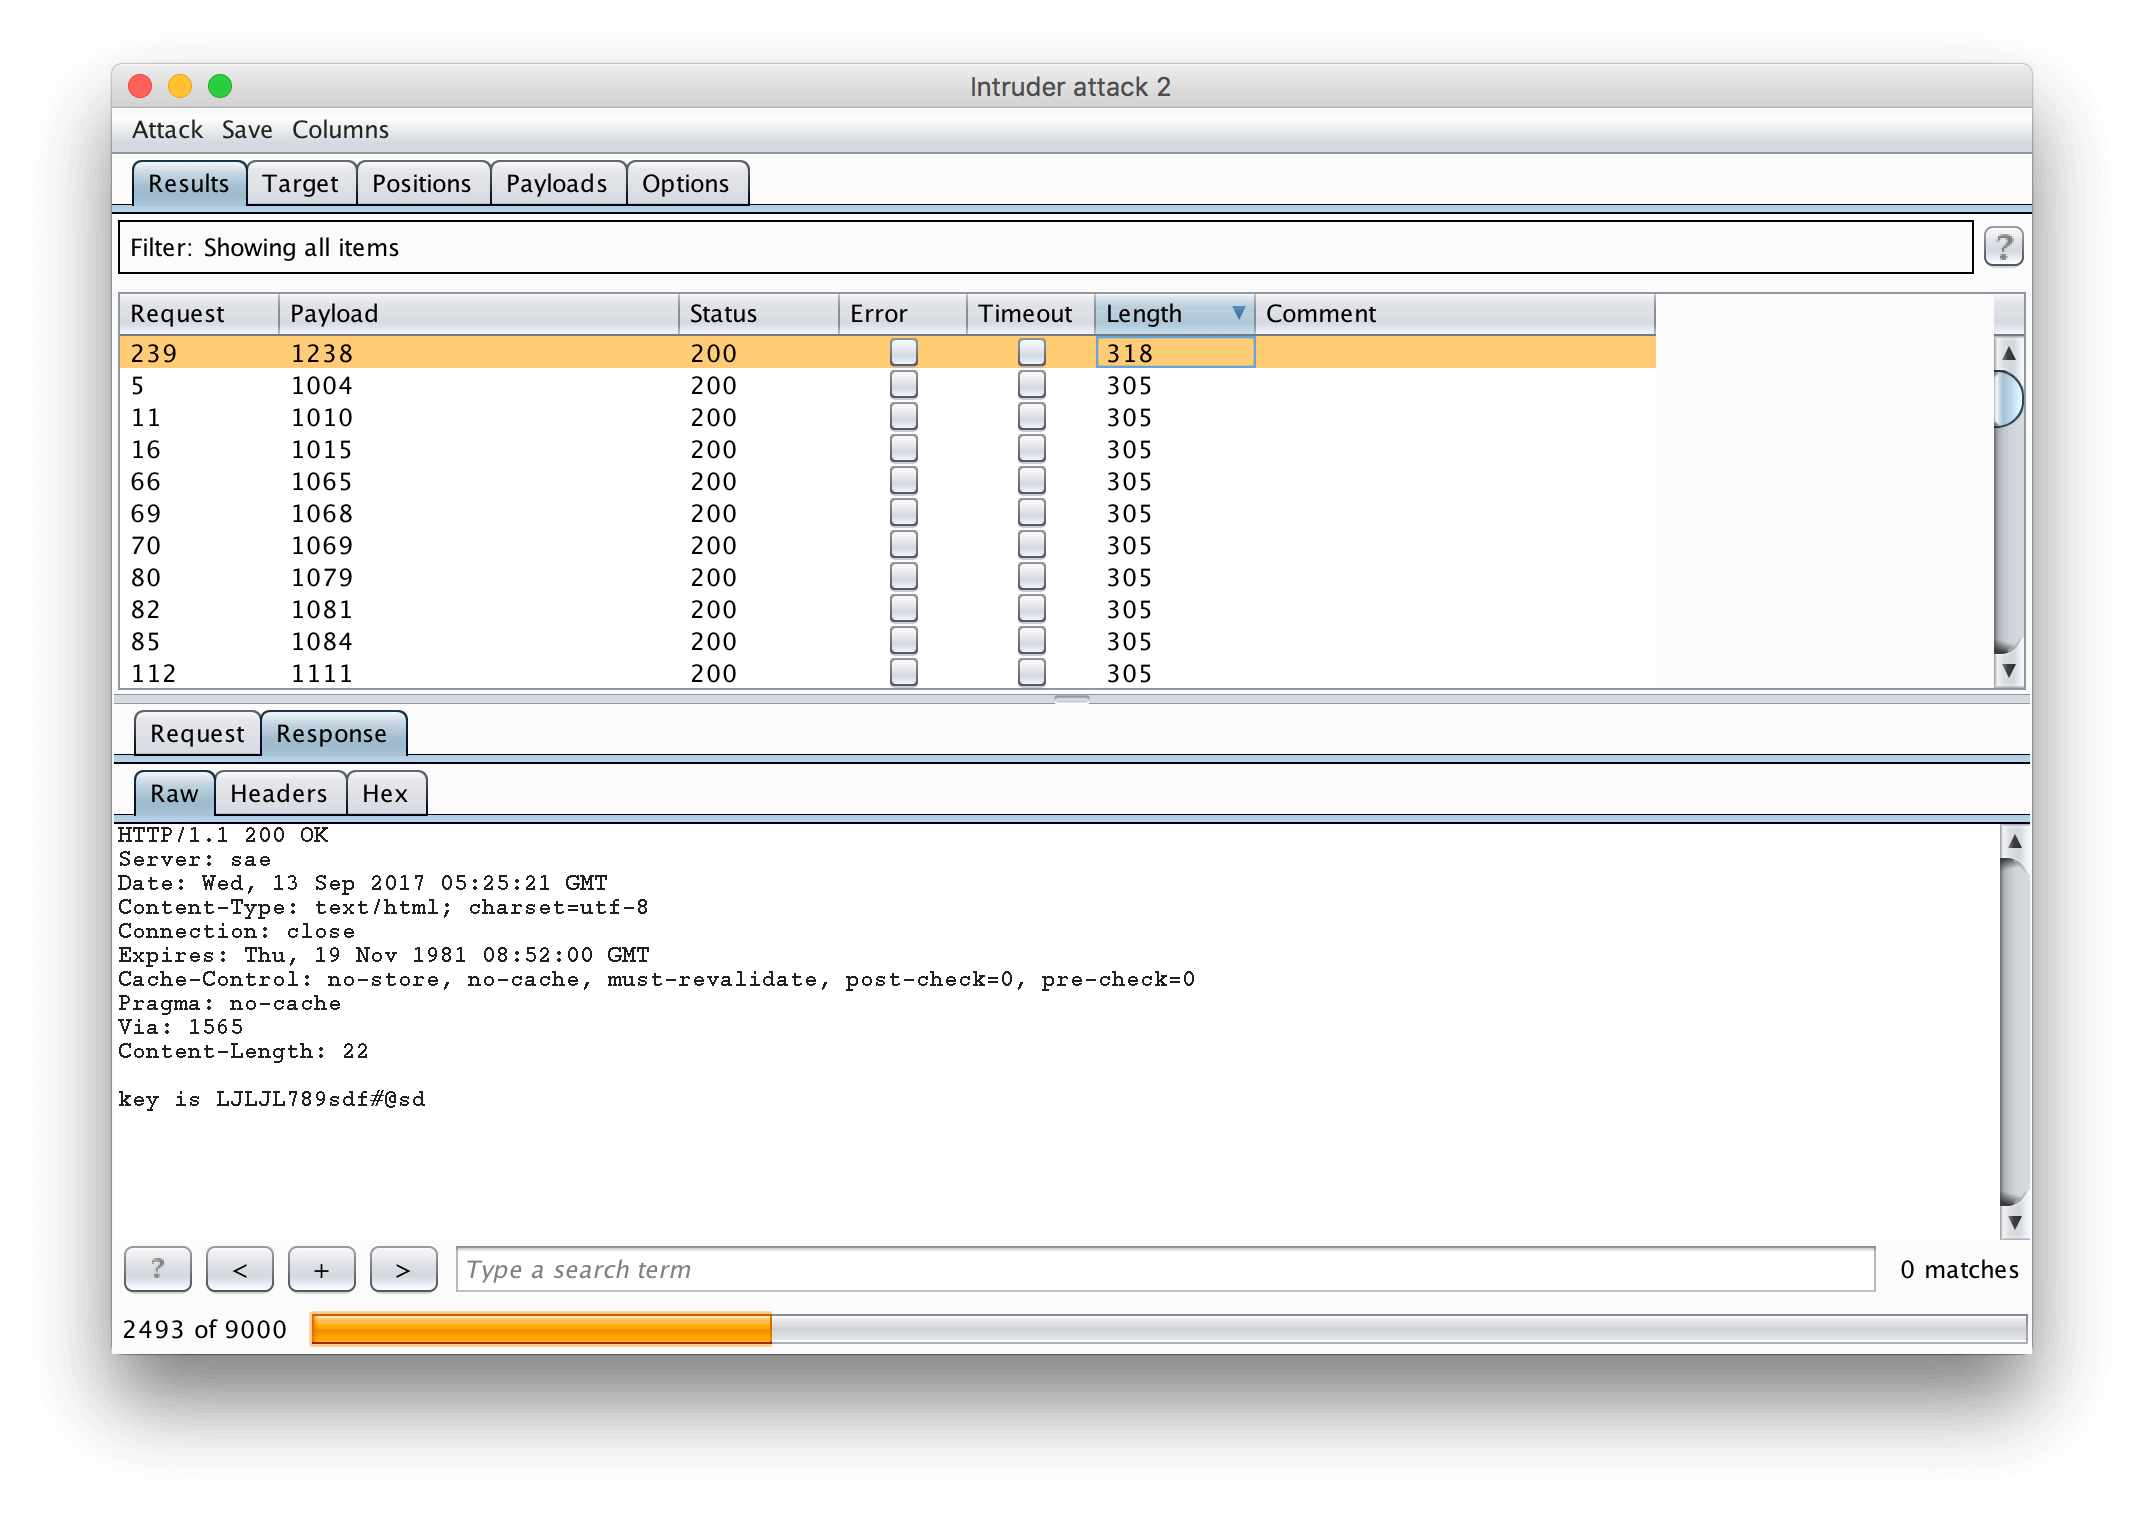 Intruder attack 2
Attack Save Columns
Results Target Positions Payloads Options
Filter: Showing all items ?
Request Payload Status Error Timeout Length Comment
239 1238 200 318
5 1004 200 305
11 1010 200 305
16 1015 200 305
66 1065 200 305
69 1068 200 305
70 1069 200 305
80 1079 200 305
82 1081 200 305
85 1084 200 305
112 1111 200 305
Request Response
Raw Headers Hex
HTTP/1.1 200 OK
Server: sae
Date: Wed, 13 Sep 2017 05:25:21 GMT
Content-Type: text/html; charset=utf-8
Connection: close
Expires: Thu, 19 Nov 1981 08:52:00 GMT
Cache-Control: no-store, no-cache, must-revalidate, post-check=0, pre-check=0
Pragma: no-cache
Via: 1565
Content-Length: 22
key is LJLJL789sdf#@sd
? < + > Type a search term 0 matches
2493 of 9000